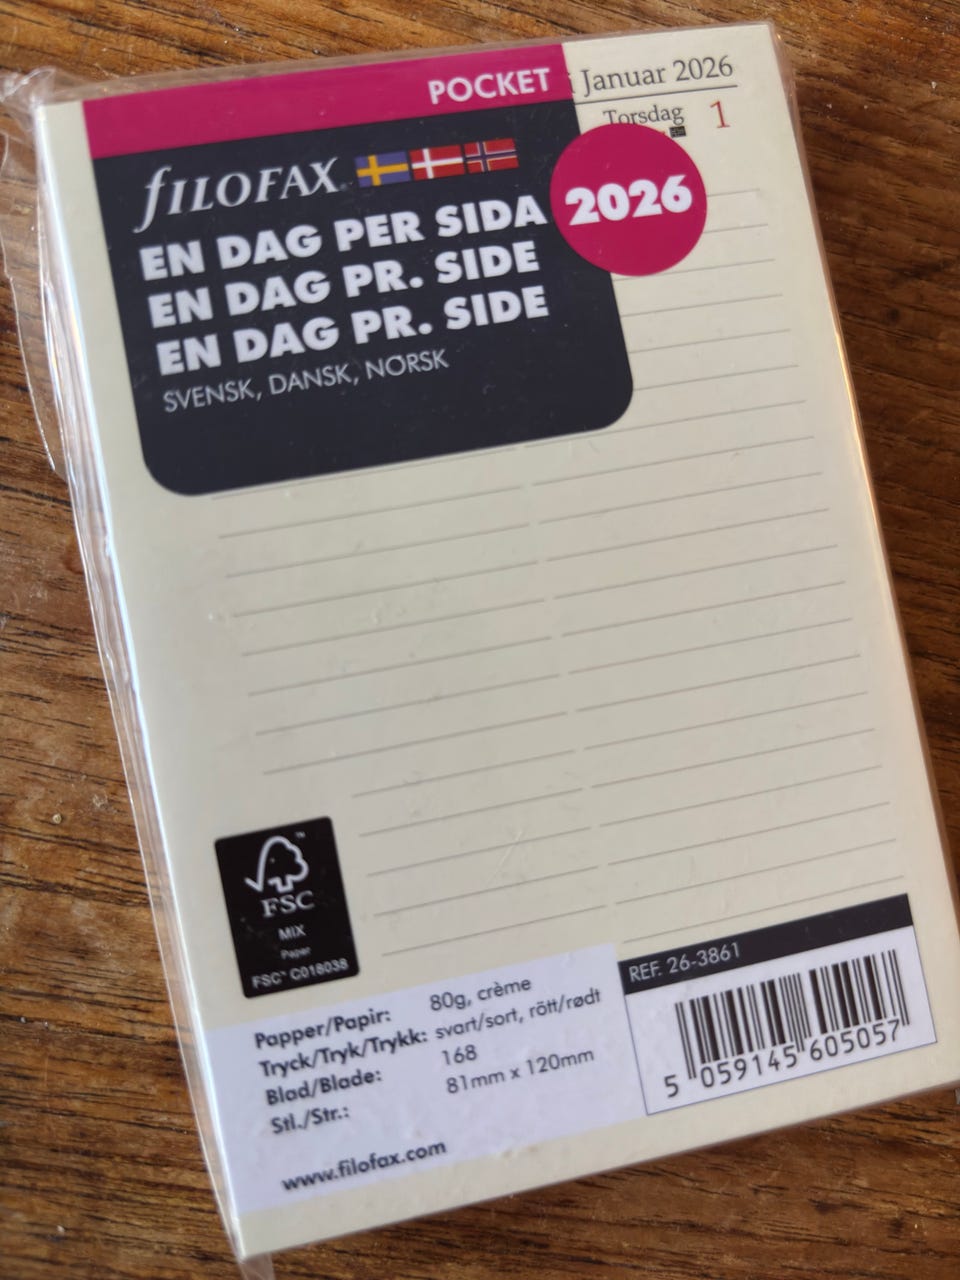 POCKET
i Januar 2026
Torsdag 1
fILOFAX
2026
EN DAG PER SIDA
EN DAG PR. SIDE
EN DAG PR. SIDE
SVENSK, DANSK, NORSK
FSC™
MIX
Paper
FSC™ C018038
Papper/Papir: 80g, crème
Tryck/Tryk/Trykk: svart/sort, rött/rødt
Blad/Blade: 168
Stl./Str.: 81mm x 120mm
www.filofax.com
REF. 26-3861
5 059145 605057